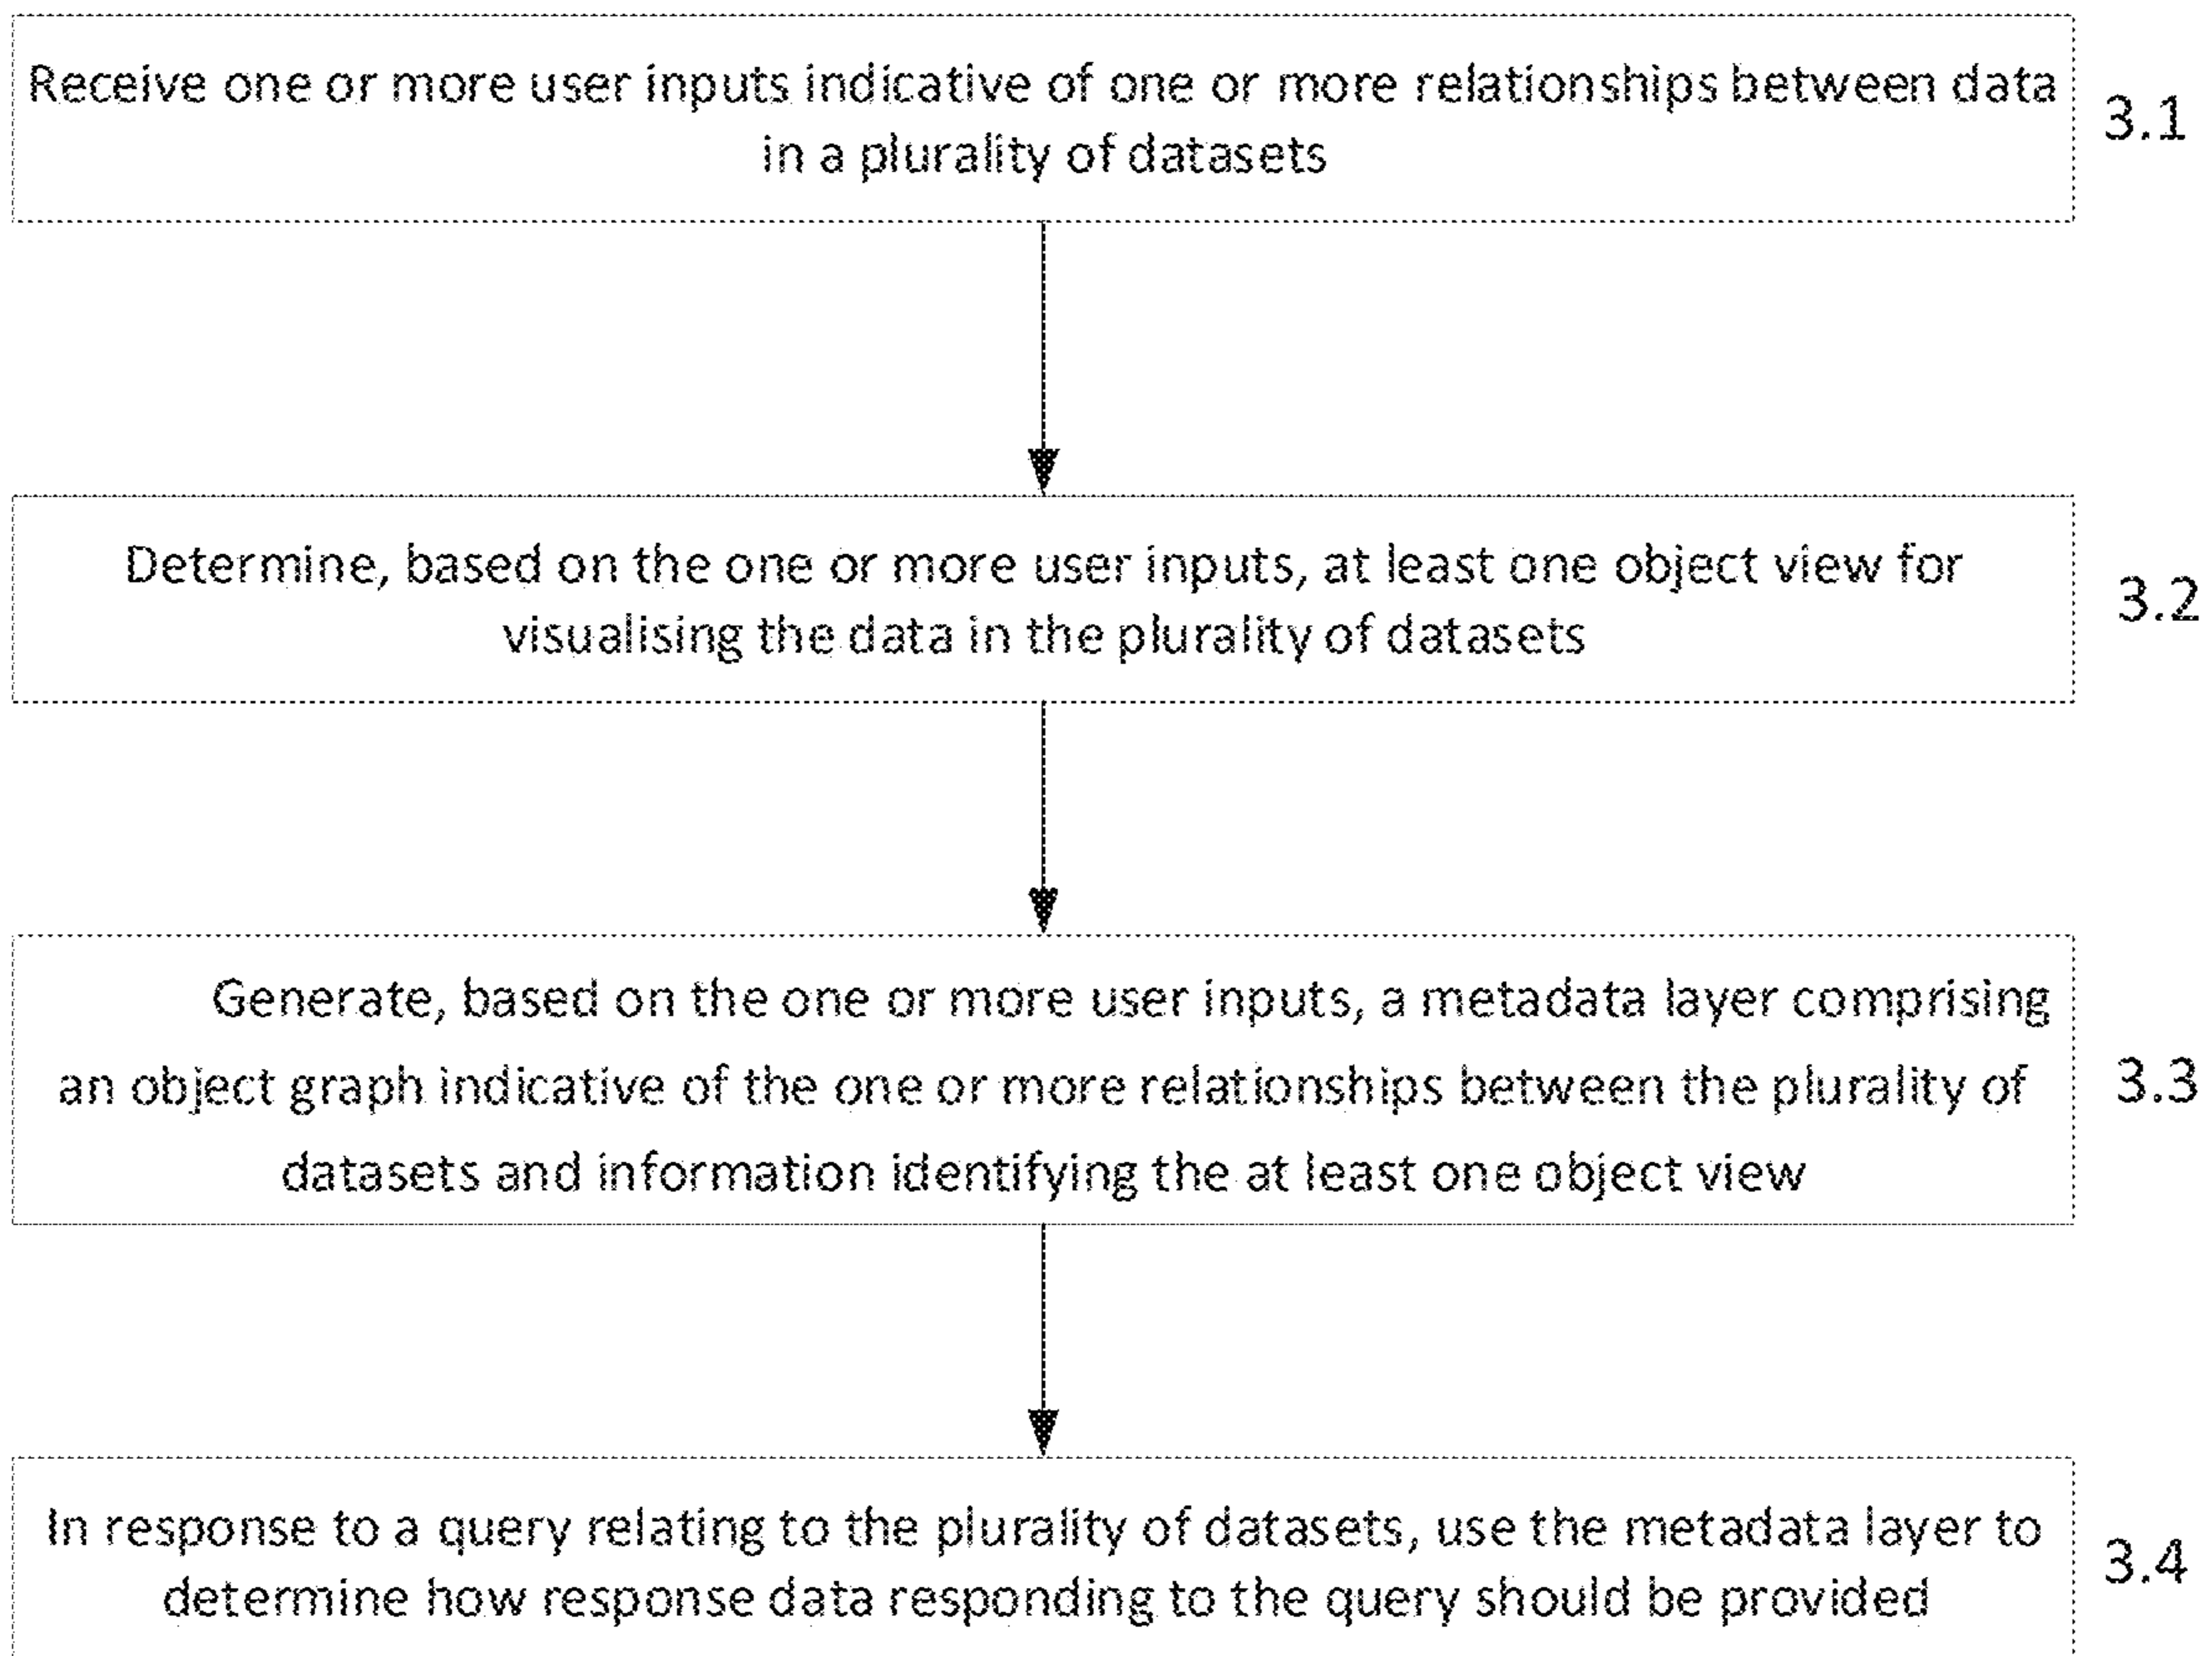 Receive one or more user inputs indicative of one or more relationships between data
in a plurality of datasets
3.1
Determine, based on the one or more user inputs, at least one object view for
visualising the data in the plurality of datasets
3.2
Generate, based on the one or more user inputs, a metadata layer comprising
an object graph indicative of the one or more relationships between the plurality of
datasets and information identifying the at least one object view
3.3
In response to a query relating to the plurality of datasets, use the metadata layer to
determine how response data responding to the query should be provided
3.4